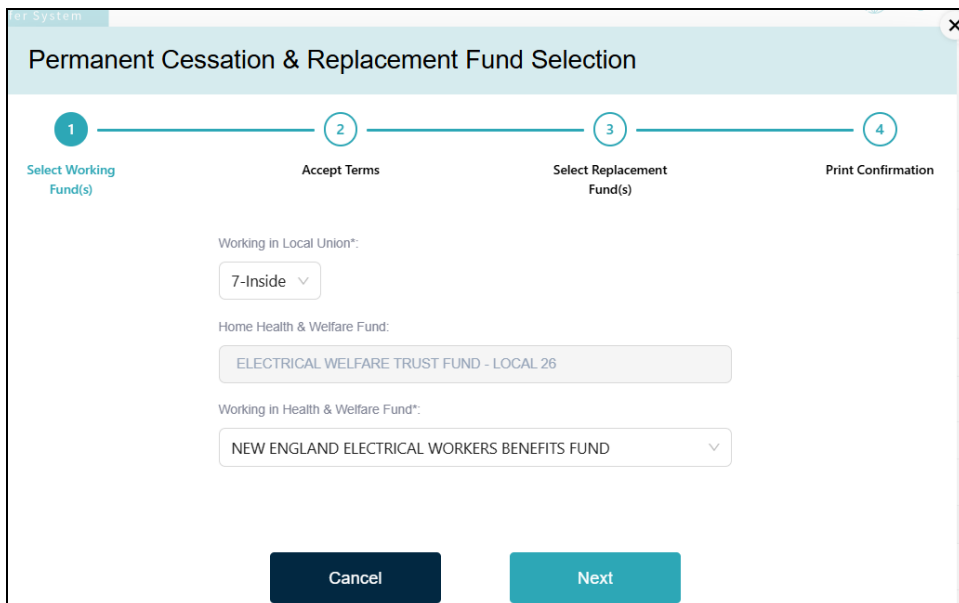 er System
Permanent Cessation & Replacement Fund Selection
1
2
3
4
Select Working
Fund(s)
Accept Terms
Select Replacement
Fund(s)
Print Confirmation
Working in Local Union*:
7-Inside
Home Health & Welfare Fund:
ELECTRICAL WELFARE TRUST FUND - LOCAL 26
Working in Health & Welfare Fund*:
NEW ENGLAND ELECTRICAL WORKERS BENEFITS FUND
Cancel
Next